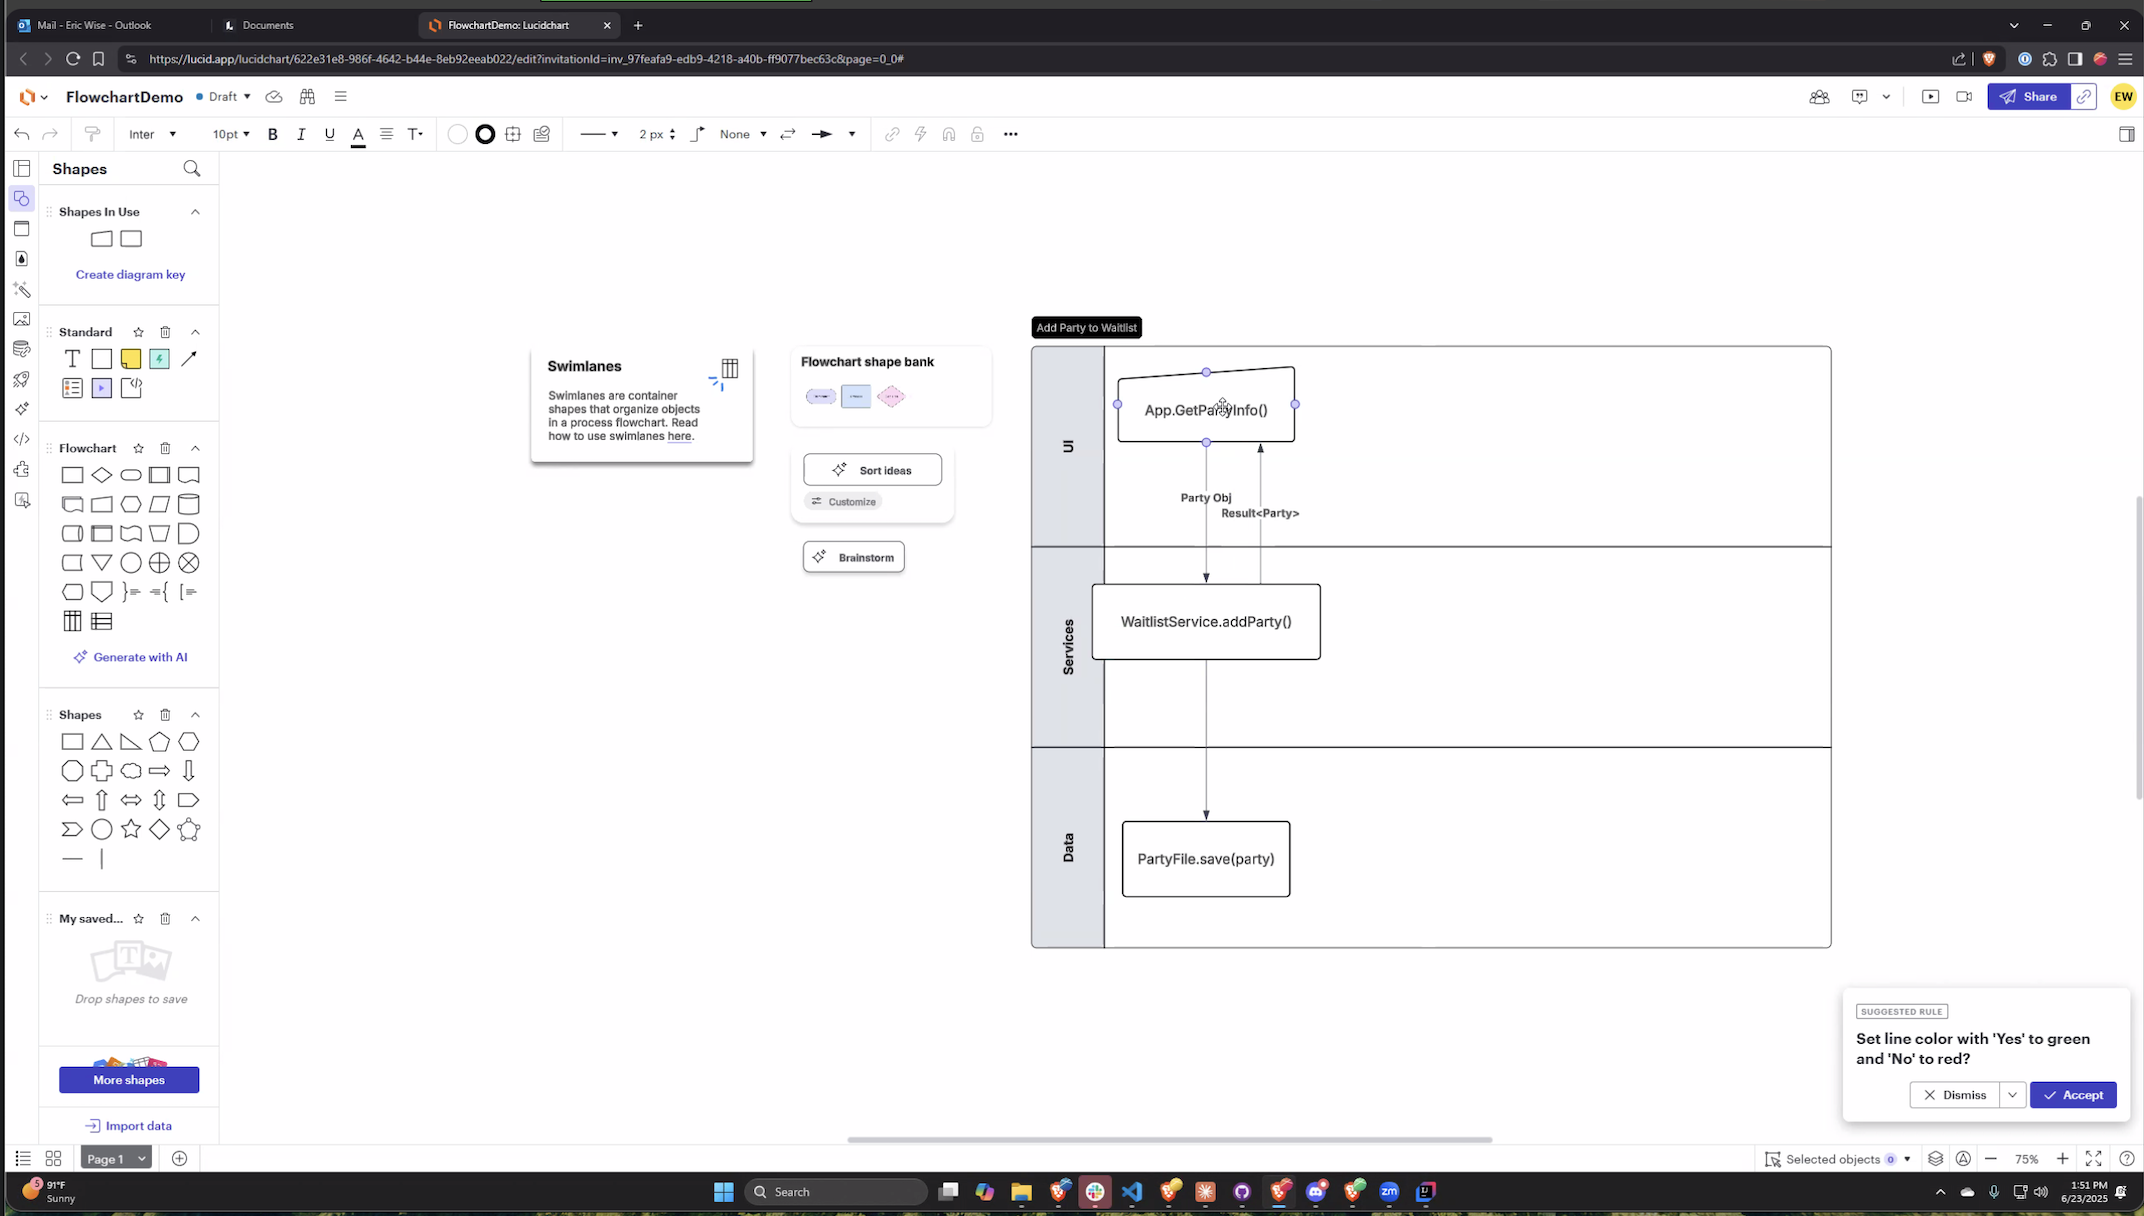 Mail - Eric Wise - Outlook
Documents
FlowchartDemo: Lucidchart
https://lucid.app/lucidchart/622e31e8-986f-4642-b44e-8eb92eeab022/edit?invitationId=inv_97feafa9-edb9-4218-a40b-ff9077bec63c&page=0_0#
FlowchartDemo
Draft
Share
EW
Inter
10pt
B
I
U
A
T
2 px
None
Shapes
Shapes In Use
Create diagram key
Standard
T
Flowchart
Generate with AI
Shapes
My saved...
T
Drop shapes to save
More shapes
Import data
Swimlanes
Swimlanes are container
shapes that organize objects
in a process flowchart. Read
how to use swimlanes here.
Flowchart shape bank
Sort ideas
Customize
Brainstorm
Add Party to Waitlist
UI
App.GetPartyInfo()
Party Obj
Result<Party>
Services
WaitlistService.addParty()
Data
PartyFile.save(party)
SUGGESTED RULE
Set line color with 'Yes' to green
and 'No' to red?
Dismiss
Accept
Page 1
Selected objects 0
75%
5
91°F
Sunny
Search
zm
1:51 PM
6/23/2025